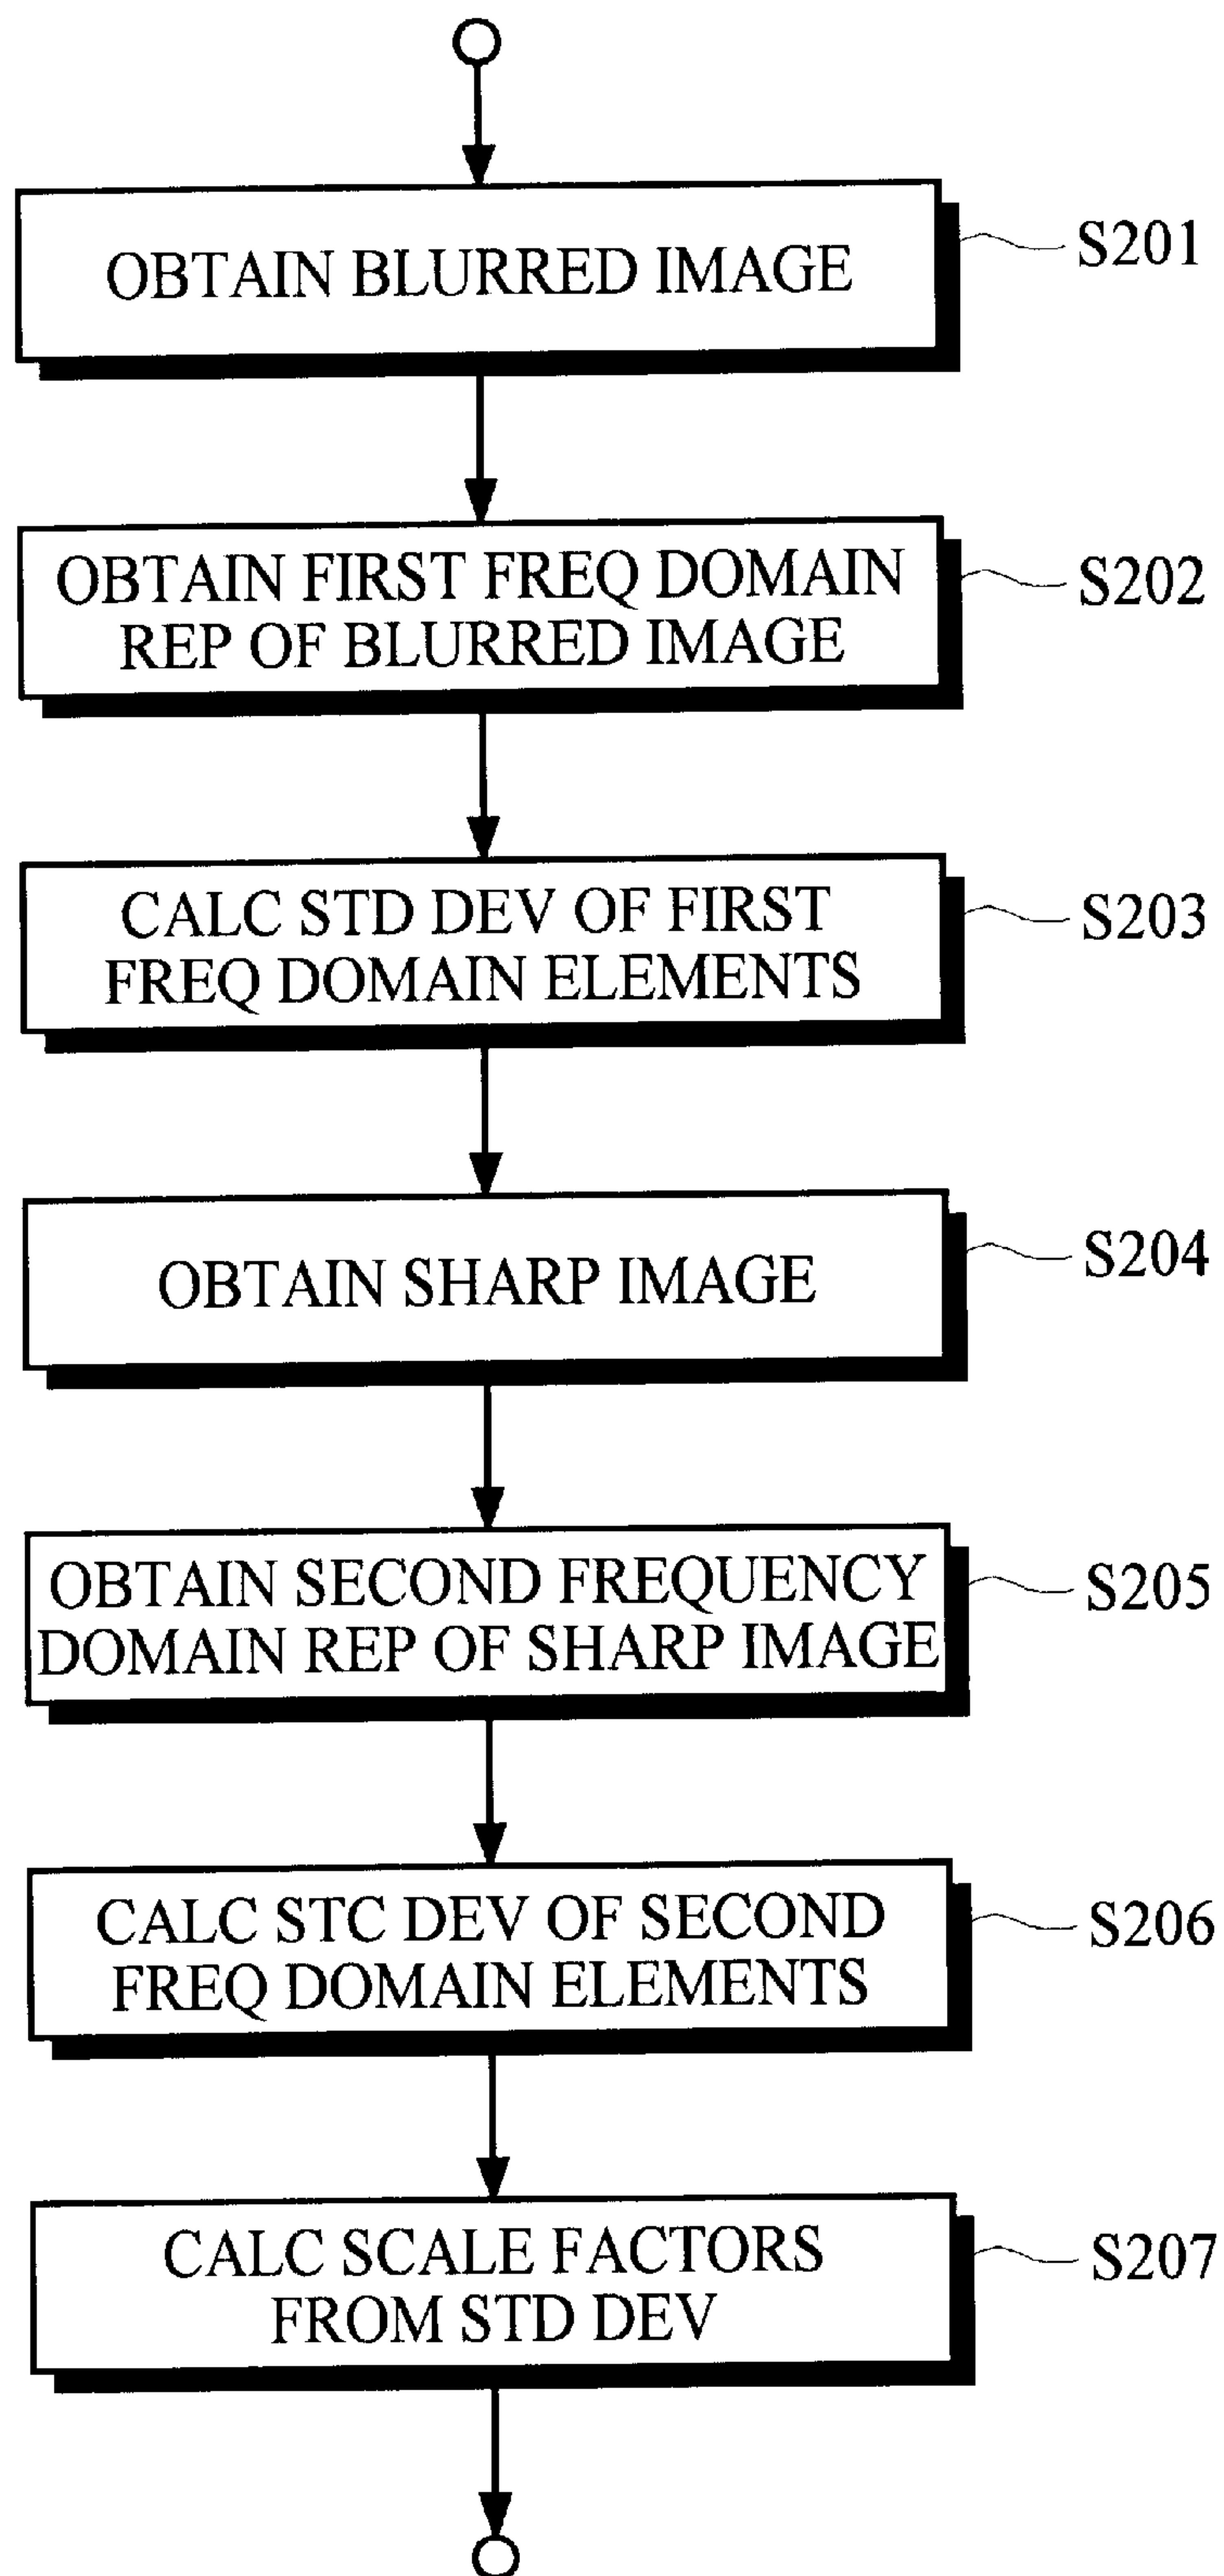 OBTAIN BLURRED IMAGE
S201
OBTAIN FIRST FREQ DOMAIN
REP OF BLURRED IMAGE
S202
CALC STD DEV OF FIRST
FREQ DOMAIN ELEMENTS
S203
OBTAIN SHARP IMAGE
S204
OBTAIN SECOND FREQUENCY
DOMAIN REP OF SHARP IMAGE
S205
CALC STC DEV OF SECOND
FREQ DOMAIN ELEMENTS
S206
CALC SCALE FACTORS
FROM STD DEV
S207